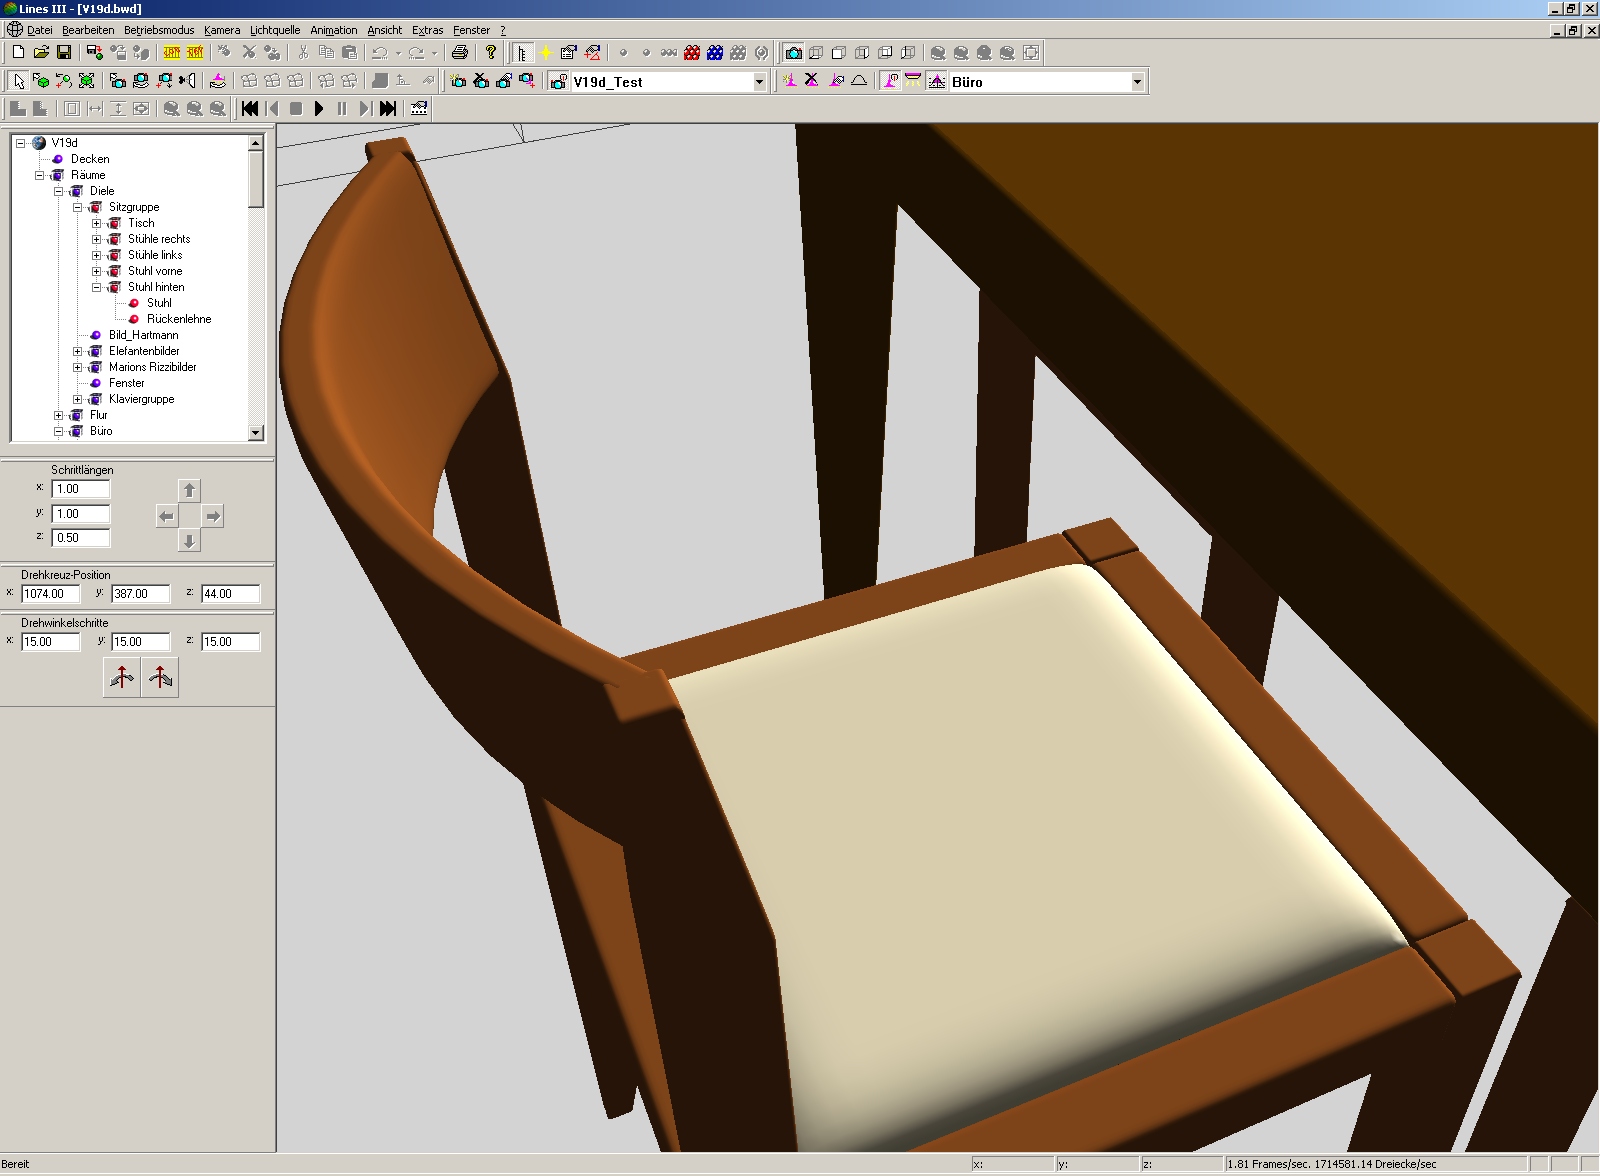 Lines III - [V19d.bwd]
Datei Bearbeiten Betriebsmodus Kamera Lichtquelle Animation Ansicht Extras Fenster ?
V19d_Test
Büro
V19d
Decken
Räume
Diele
Sitzgruppe
Tisch
Stühle rechts
Stühle links
Stuhl vorne
Stuhl hinten
Stuhl
Rückenlehne
Bild_Hartmann
Elefantenbilder
Marions Rizzibilder
Fenster
Klaviergruppe
Flur
Büro
Schrittlängen
x: 1.00
y: 1.00
z: 0.50
Drehkreuz-Position
x: 1074.00 y: 387.00 z: 44.00
Drehwinkelschritte
x: 15.00 y: 15.00 z: 15.00
Bereit x: y: z: 1.81 Frames/sec. 1714581.14 Dreiecke/sec